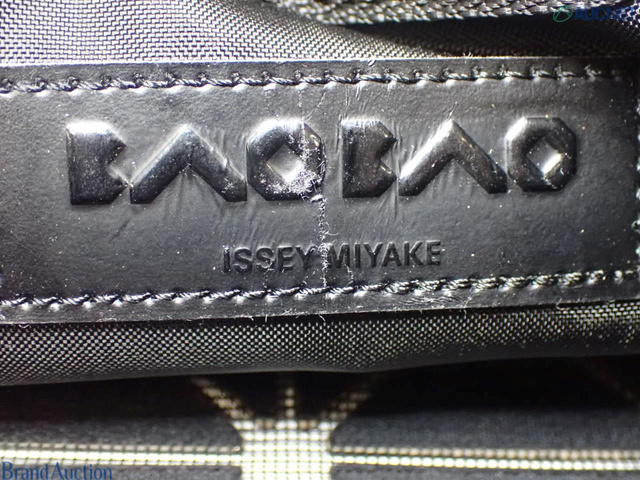 BAOBAO
ISSEY MIYAKE
Brand Auction